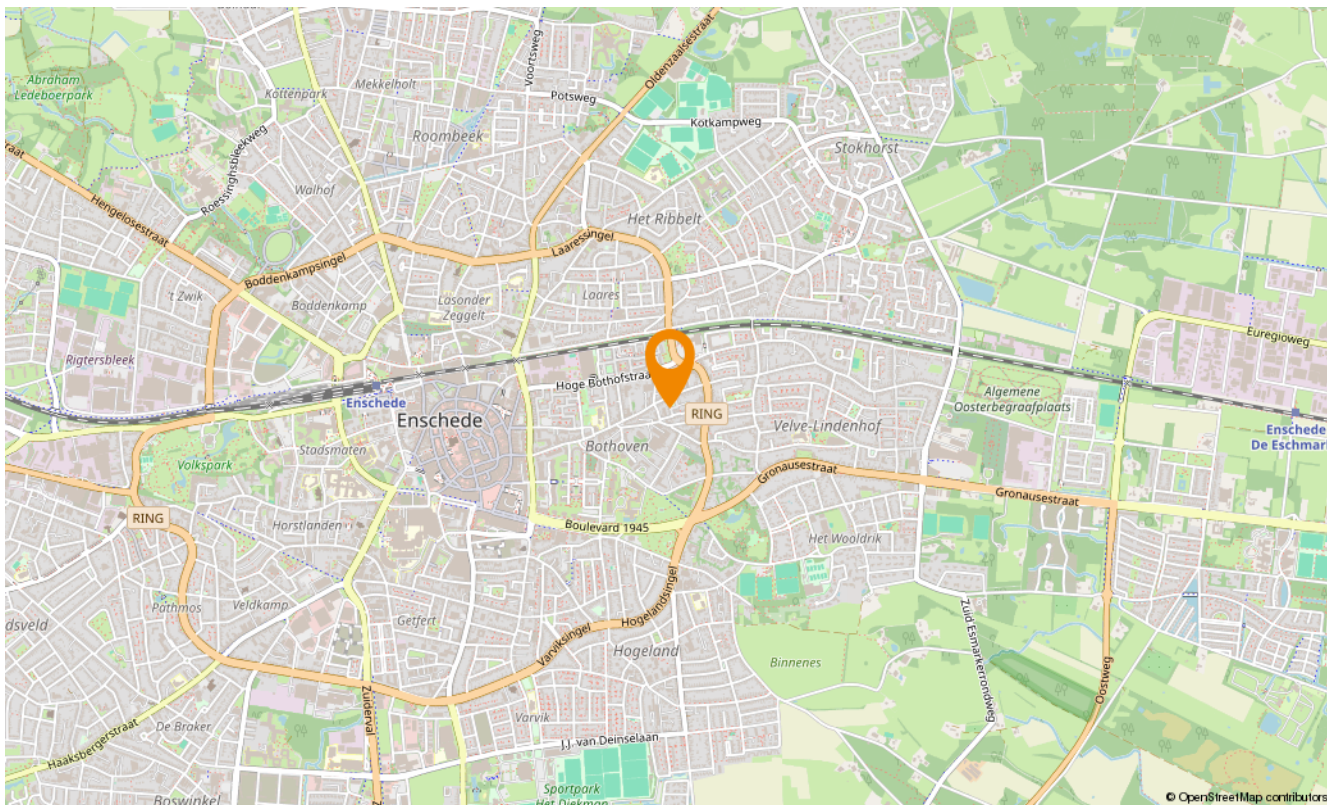 Abraham
Ledeboerpark
Kottenpark
Mekkelholt
Voortsweg
Oldenzaalsestraat
Potsweg
Kotkampweg
Roombeek
Stokhorst
Roessinghsbleekweg
straat
Walhof
Hengelosestraat
Het Ribbelt
Laaressingel
Boddenkampsingel
't Zwik
Boddenkamp
Lasonder
Zeggelt
Laares
Rigtersbleek
Euregioweg
Hoge Bothofstraat
Enschede
Enschede
RING
Algemene
Oosterbegraafplaats
Velve-Lindenhof
Enschede
De Eschmark
Bothoven
Stadsmaten
Volkspark
Gronausestraat
Gronausestraat
RING
Horstlanden
Boulevard 1945
Het Wooldrik
Pathmos
Veldkamp
Getfert
Hogelandsingel
Zuid Esmarkerrondweg
dsveld
Varviksingel
Hogeland
Binnenes
Oostweg
Zuiderval
De Braker
Varvik
Haaksbergerstraat
J.J. van Deinselaan
Sportpark
Het Diekman
Boswinkel
© OpenStreetMap contributors